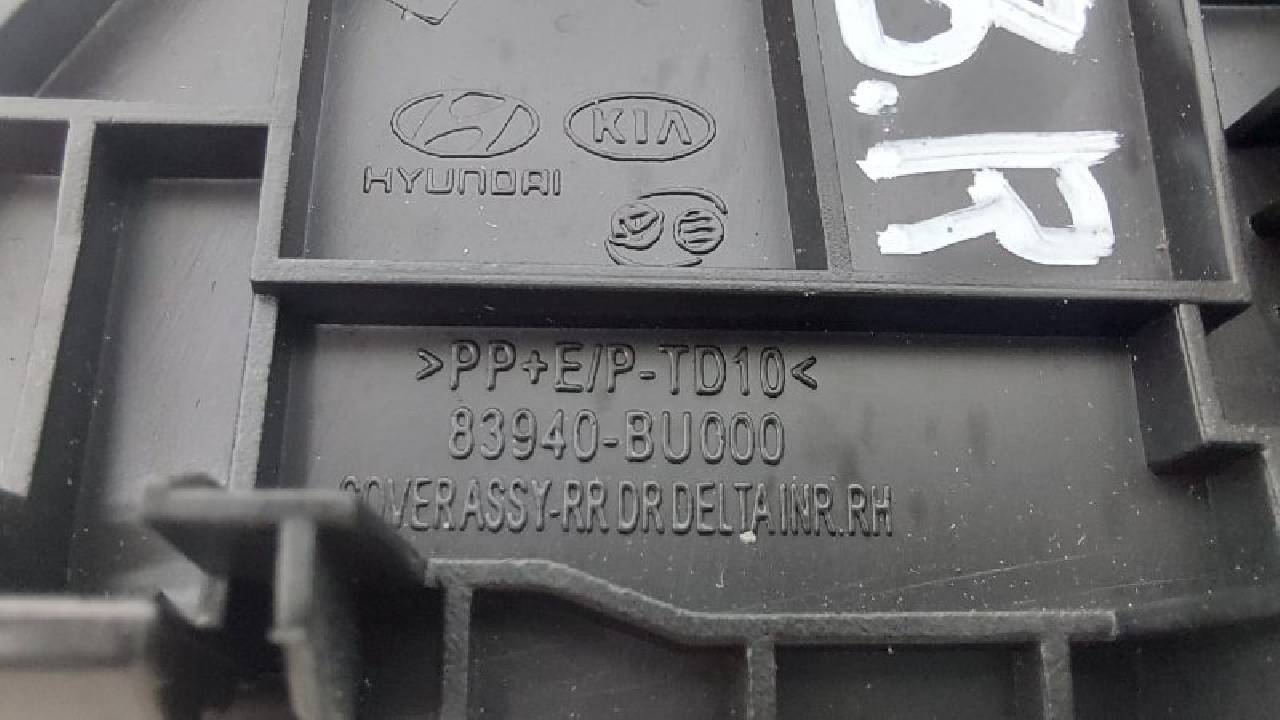 HYUNDAI
KIA
B.R
>PP+E/P-TD10<
83940-BU000
COVER ASSY-RR DR DELTA INR.RH